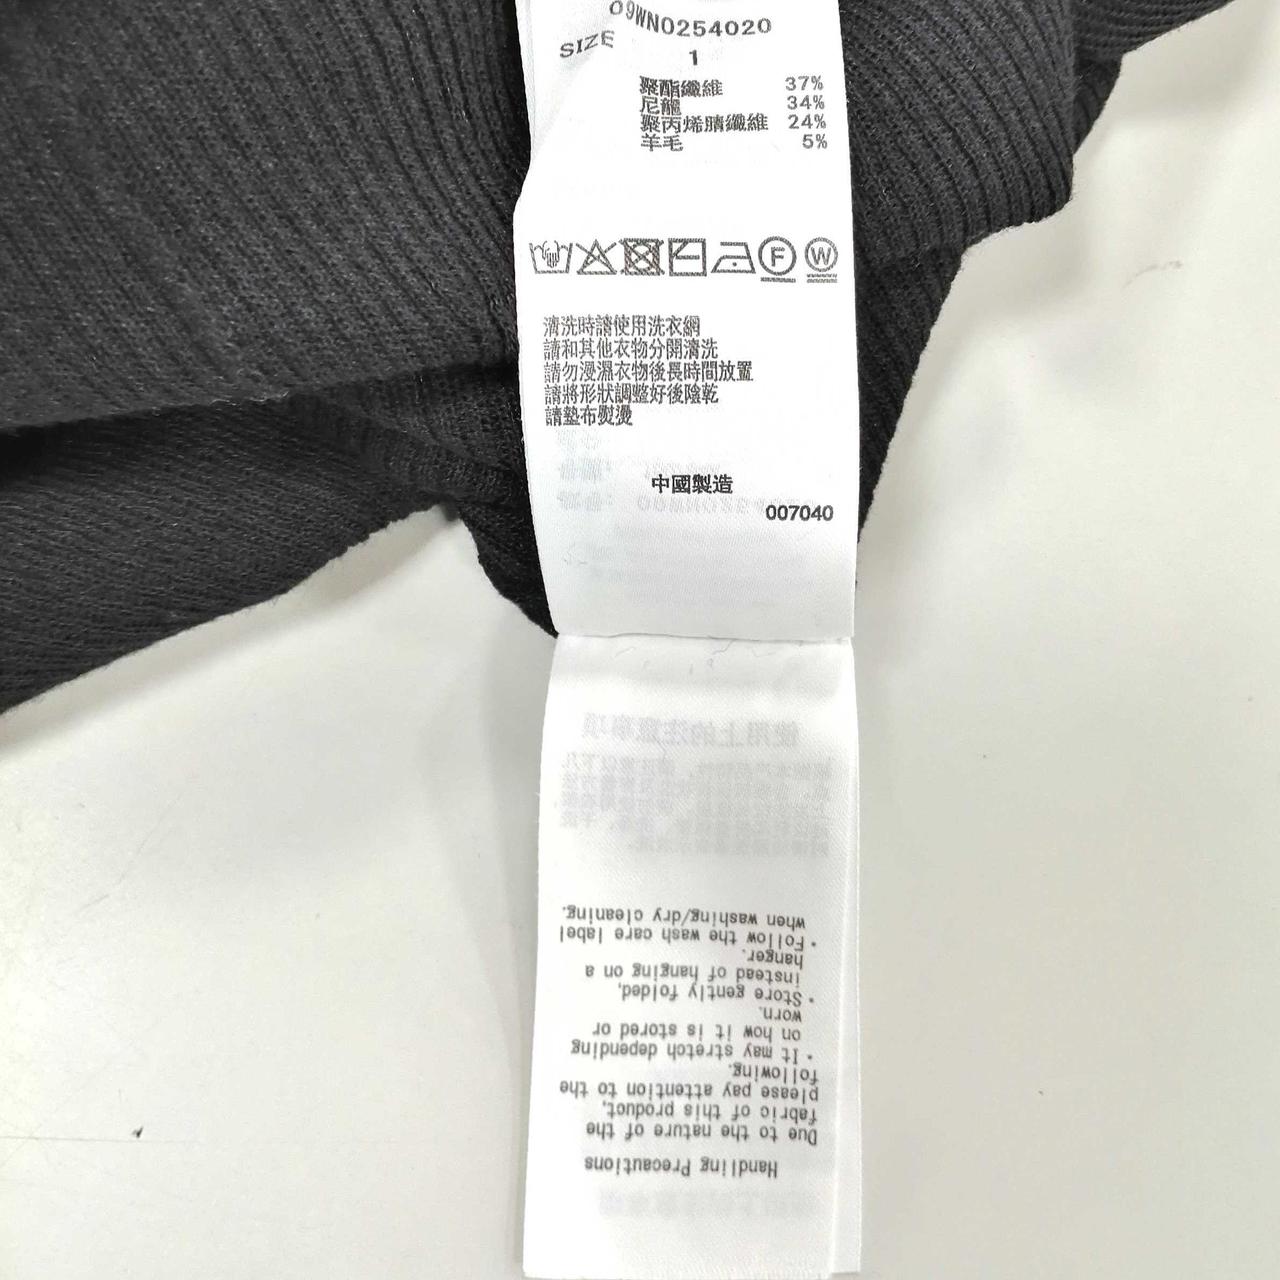 09WN0254020
SIZE
1
聚酯纖維 37%
尼龍 34%
聚丙烯腈纖維 24%
羊毛 5%
F W
清洗時請使用洗衣網
請和其他衣物分開清洗
請勿浸濕衣物後長時間放置
請將形狀調整好後陰乾
請墊布熨燙
中國製造
007040
Handling Precautions
Due to the nature of the
fabric of this product,
please pay attention to the
following.
・It may stretch depending
on how it is stored or
worn.
・Store gently folded,
instead of hanging on a
hanger.
・Follow the wash care label
when washing/dry cleaning.
使用上的注意事項